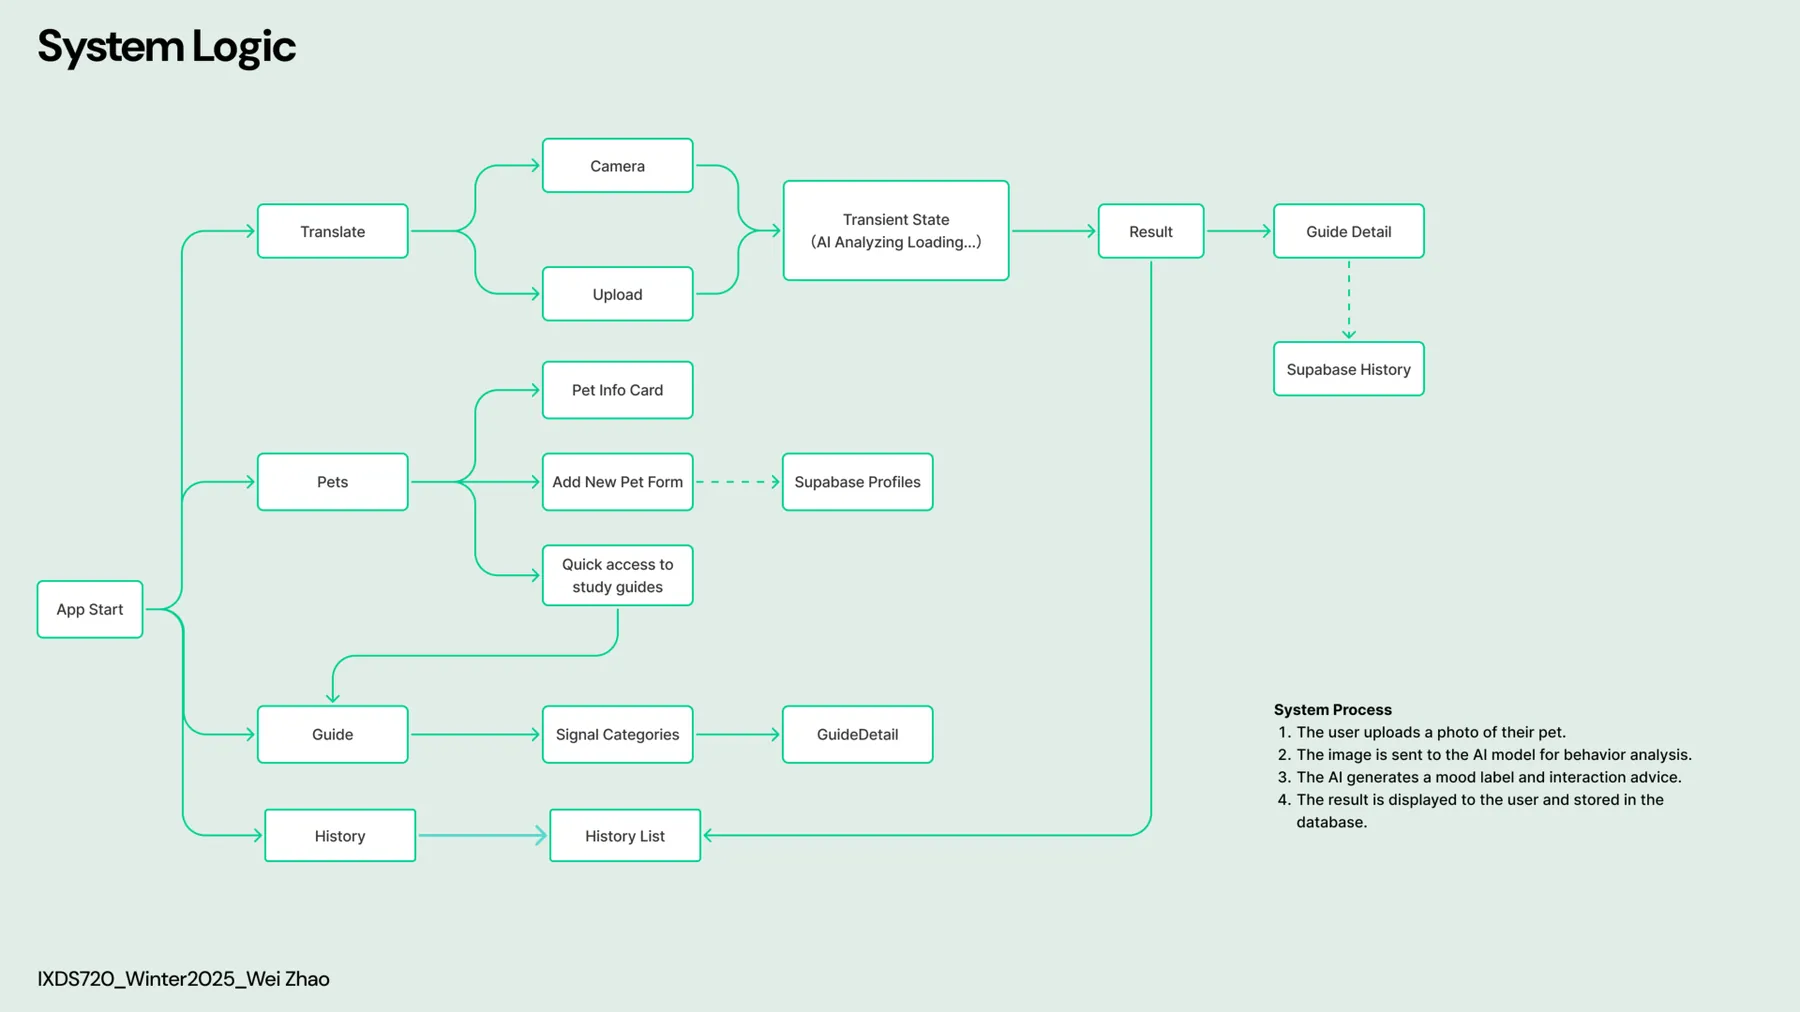 System Logic
Camera
Translate
Upload
Transient State
(AI Analyzing Loading...)
Result
Guide Detail
Supabase History
Pet Info Card
Pets
Add New Pet Form
Supabase Profiles
Quick access to
study guides
App Start
Guide
Signal Categories
GuideDetail
History
History List
System Process
1. The user uploads a photo of their pet.
2. The image is sent to the AI model for behavior analysis.
3. The AI generates a mood label and interaction advice.
4. The result is displayed to the user and stored in the
database.
IXDS720_Winter2025_Wei Zhao